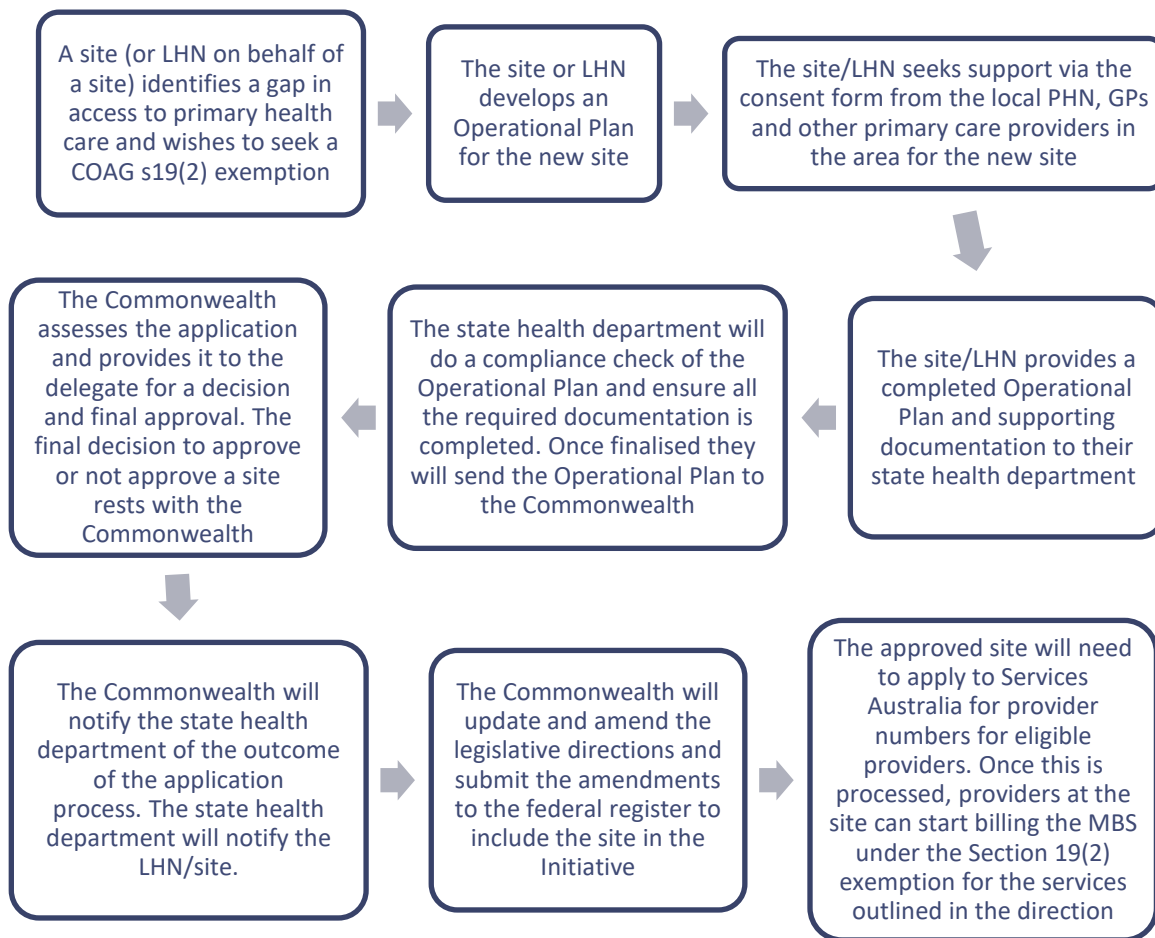 A site (or LHN on behalf of
a site) identifies a gap in
access to primary health
care and wishes to seek a
COAG s19(2) exemption
The site or LHN
develops an
Operational Plan
for the new site
The site/LHN seeks support via the
consent form from the local PHN, GPs
and other primary care providers in
the area for the new site
The site/LHN provides a
completed Operational
Plan and supporting
documentation to their
state health department
The state health department will
do a compliance check of the
Operational Plan and ensure all
the required documentation is
completed. Once finalised they
will send the Operational Plan to
the Commonwealth
The Commonwealth
assesses the application
and provides it to the
delegate for a decision
and final approval. The
final decision to approve
or not approve a site
rests with the
Commonwealth
The Commonwealth will
notify the state health
department of the outcome
of the application
process. The state health
department will notify the
LHN/site.
The Commonwealth will
update and amend the
legislative directions and
submit the amendments
to the federal register to
include the site in the
Initiative
The approved site will need
to apply to Services
Australia for provider
numbers for eligible
providers. Once this is
processed, providers at the
site can start billing the MBS
under the Section 19(2)
exemption for the services
outlined in the direction